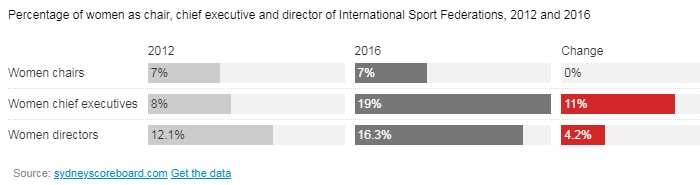 Percentage of women as chair, chief executive and director of International Sport Federations, 2012 and 2016
2012 2016 Change
Women chairs 7% 7% 0%
Women chief executives 8% 19% 11%
Women directors 12.1% 16.3% 4.2%
Source: sydneyscoreboard.com Get the data